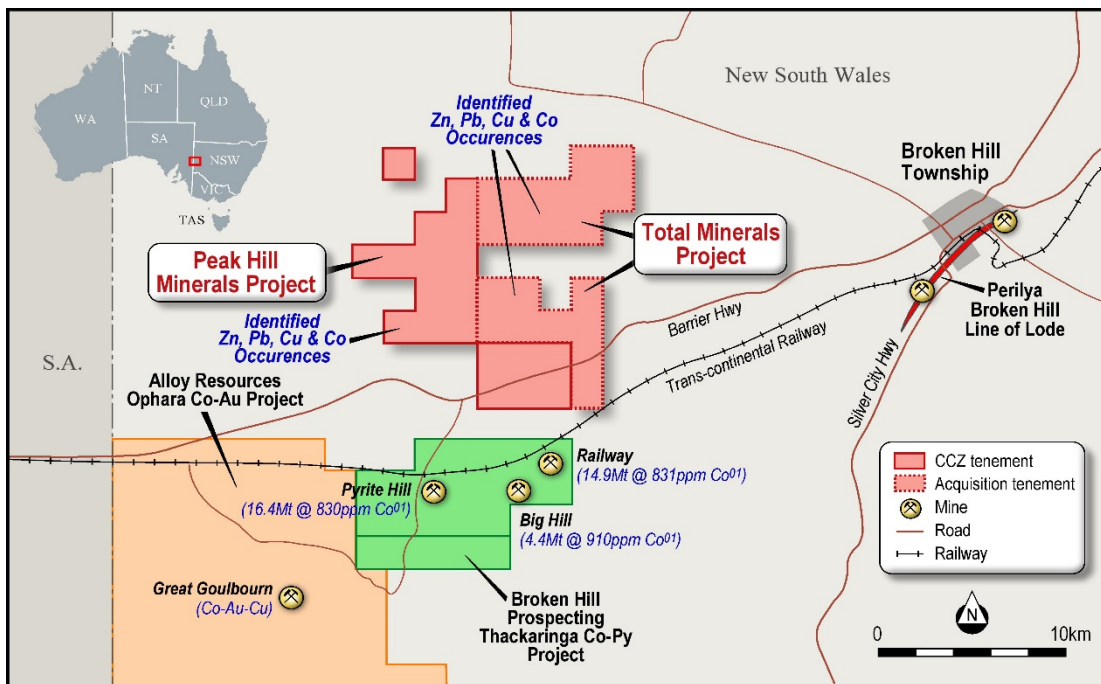 New South Wales
NT
QLD
WA
SA
NSW
VIC
TAS
Identified
Zn, Pb, Cu & Co
Occurences
Broken Hill
Township
Peak Hill
Minerals Project
Total Minerals
Project
Perilya
Broken Hill
Line of Lode
Identified
Zn, Pb, Cu & Co
Occurences
Barrier Hwy
Trans-continental Railway
Silver City Hwy
S.A.
Alloy Resources
Ophara Co-Au Project
Railway
(14.9Mt @ 831ppm Co⁰¹)
Pyrite Hill
(16.4Mt @ 830ppm Co⁰¹)
Big Hill
(4.4Mt @ 910ppm Co⁰¹)
Great Goulbourn
(Co-Au-Cu)
Broken Hill
Prospecting
Thackaringa Co-Py
Project
CCZ tenement
Acquisition tenement
Mine
Road
Railway
N
0 10km